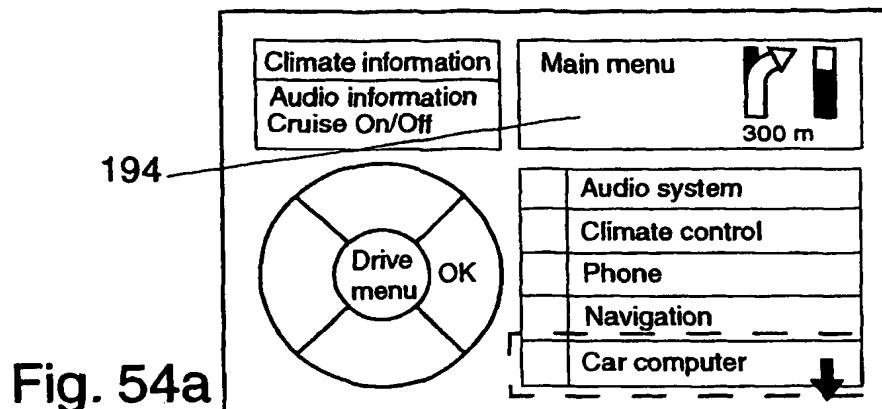 Climate information
Audio information
Cruise On/Off
Main menu
300 m
194
Drive
menu
OK
Audio system
Climate control
Phone
Navigation
Car computer
Fig. 54a